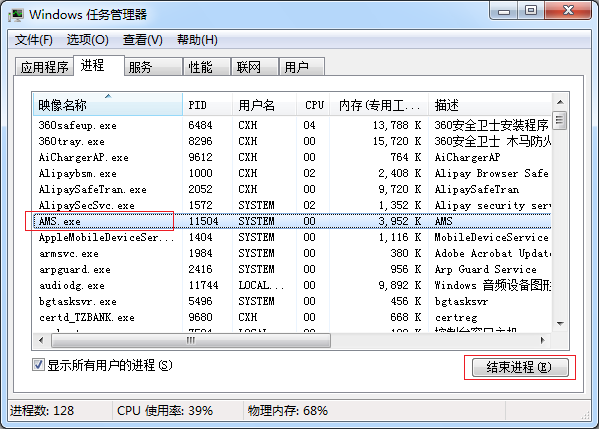 Windows 任务管理器
文件(F) 选项(O) 查看(V) 帮助(H)
应用程序 进程 服务 性能 联网 用户
映像名称 PID 用户名 CPU 内存(专用工... 描述
360safeup.exe 6484 CXH 04 13,788 K 360安全卫士安装程序
360tray.exe 8296 CXH 00 15,720 K 360安全卫士 木马防火
AiChargerAP.exe 9612 CXH 00 764 K AiChargerAP
Alipaybsm.exe 1000 CXH 02 2,408 K Alipay Browser Safe
AlipaySafeTran.exe 2052 CXH 00 9,720 K AlipaySafeTran
AlipaySecSvc.exe 1572 SYSTEM 02 1,352 K Alipay security serv
AMS.exe 11504 SYSTEM 00 3,952 K AMS
AppleMobileDeviceSer... 1404 SYSTEM 00 1,116 K MobileDeviceService
armsvc.exe 1984 SYSTEM 00 380 K Adobe Acrobat Update
arpguard.exe 2416 SYSTEM 00 956 K Arp Guard Service
audiodg.exe 11744 LOCAL... 00 9,892 K Windows 音频设备图形
bgtasksvr.exe 5496 SYSTEM 00 456 K bgtasksvr
certd_TZBANK.exe 9680 CXH 00 668 K certreg
显示所有用户的进程(S) 结束进程(E)
进程数: 128 CPU 使用率: 39% 物理内存: 68%